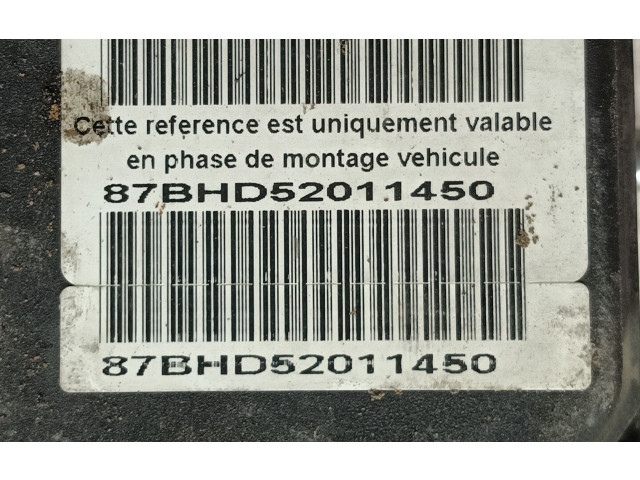 Cette reference est uniquement valable
en phase de montage vehicule
87BHD52011450
87BHD52011450